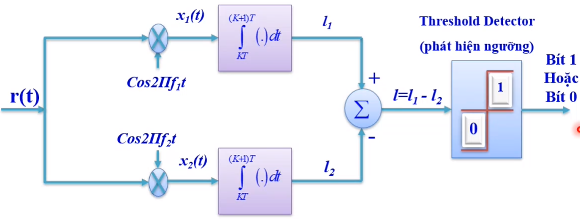 x₁(t)
(K+1)T
∫ (.)dt
KT
l₁
Cos2Πf₁t
r(t)
Cos2Πf₂t
x₂(t)
(K+1)T
∫ (.)dt
KT
l₂
+
Σ
-
l=l₁ - l₂
Threshold Detector
(phát hiện ngưỡng)
1
0
Bít 1
Hoặc
Bít 0